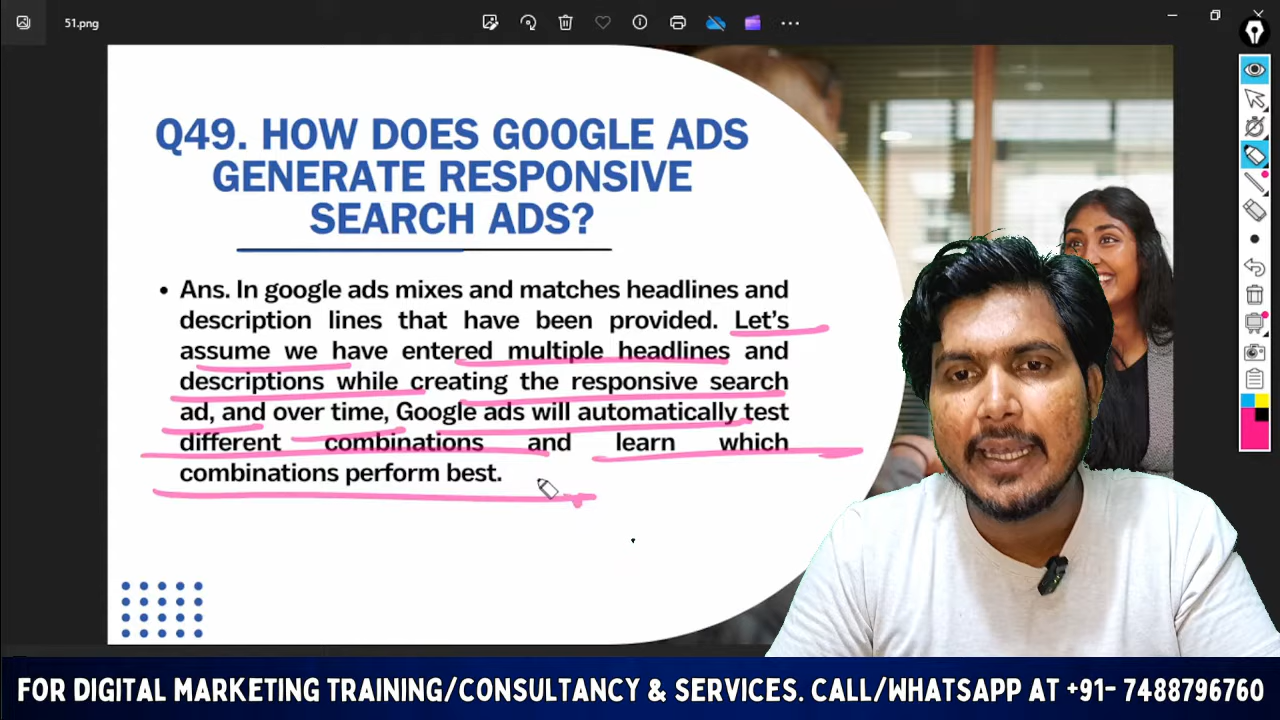 51.png
Q49. HOW DOES GOOGLE ADS
GENERATE RESPONSIVE
SEARCH ADS?
• Ans. In google ads mixes and matches headlines and
description lines that have been provided. Let's
assume we have entered multiple headlines and
descriptions while creating the responsive search
ad, and over time, Google ads will automatically test
different combinations and learn which
combinations perform best.
FOR DIGITAL MARKETING TRAINING/CONSULTANCY & SERVICES. CALL/WHATSAPP AT +91- 7488796760